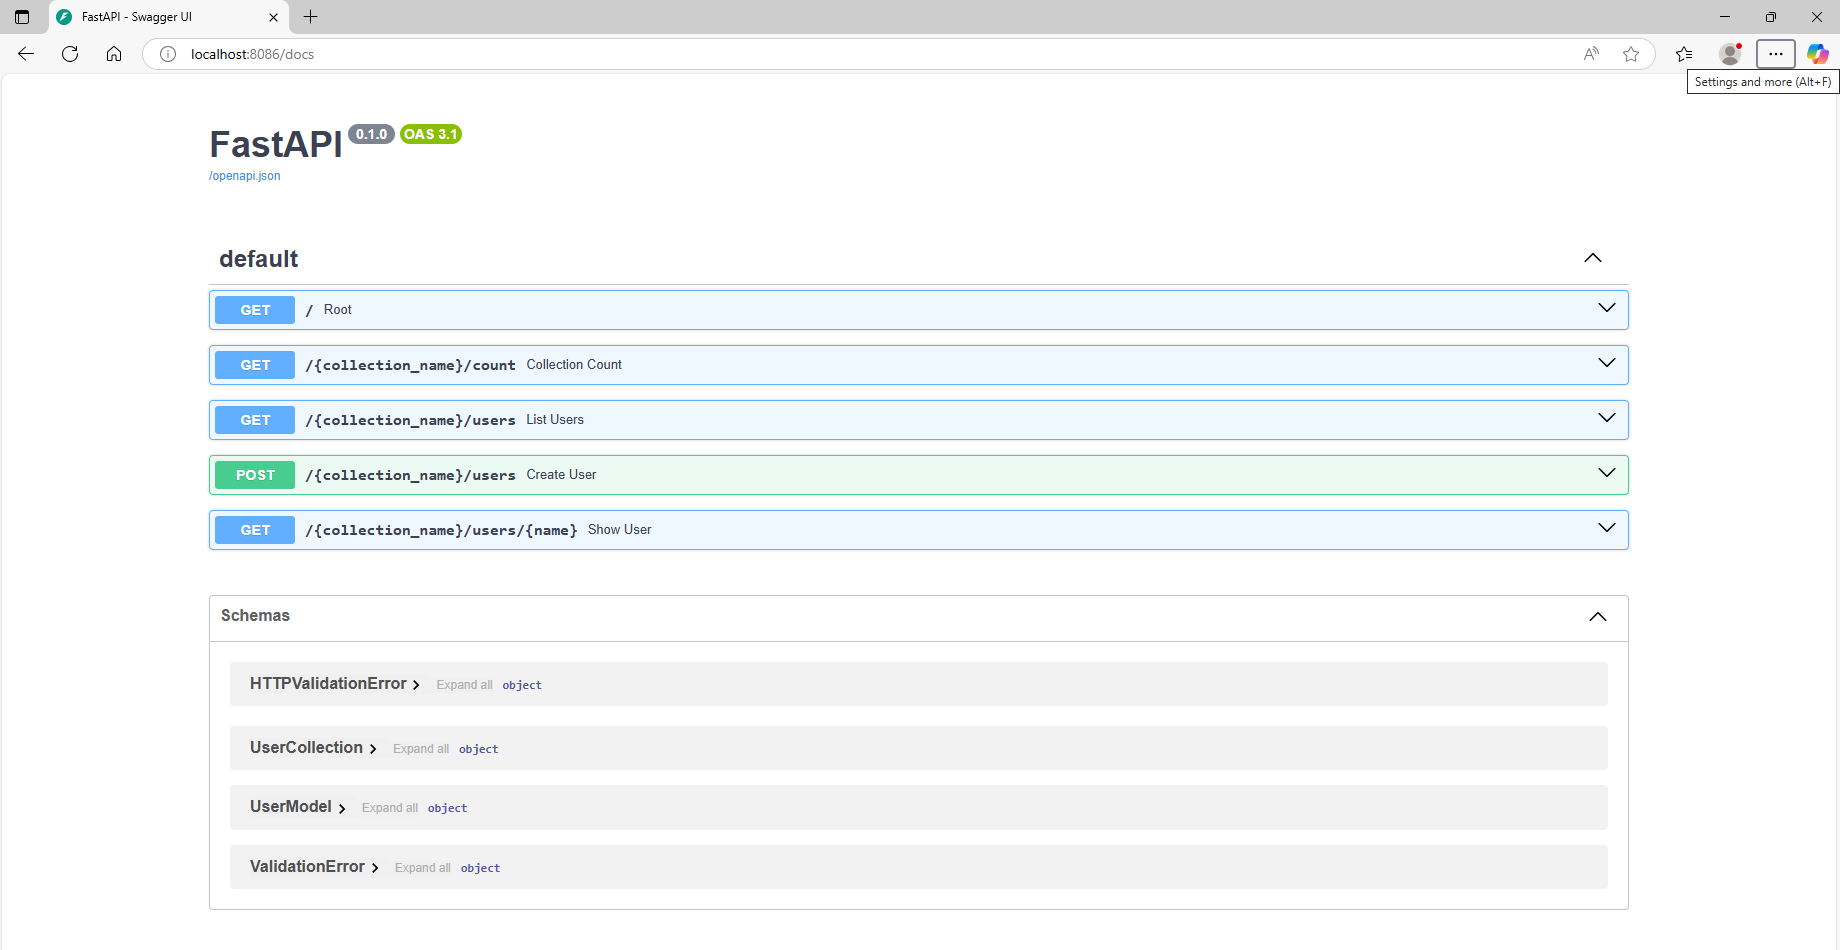 FastAPI - Swagger UI
localhost:8086/docs
Settings and more (Alt+F)
FastAPI 0.1.0 OAS 3.1
/openapi.json
default
GET / Root
GET /{collection_name}/count Collection Count
GET /{collection_name}/users List Users
POST /{collection_name}/users Create User
GET /{collection_name}/users/{name} Show User
Schemas
HTTPValidationError Expand all object
UserCollection Expand all object
UserModel Expand all object
ValidationError Expand all object